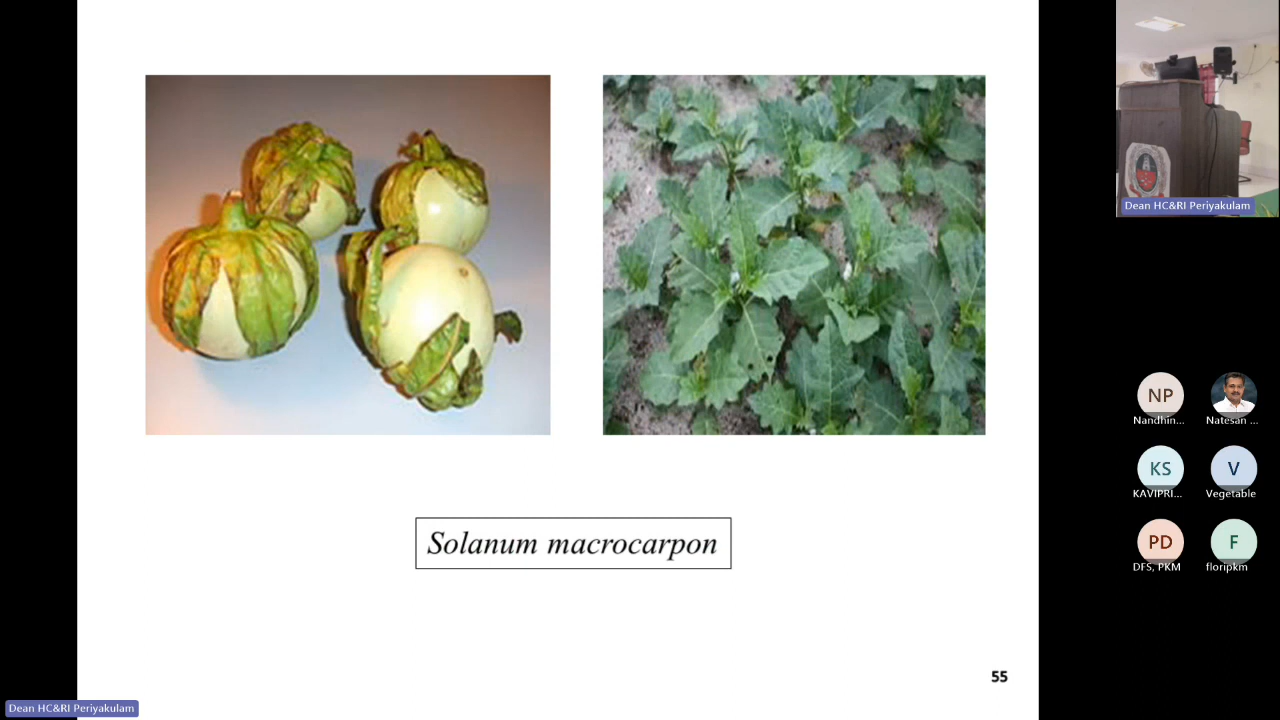 Solanum macrocarpon
55
Dean HC&RI Periyakulam
Dean HC&RI Periyakulam
NP
Nandhin...
Natesan ...
KS
KAVIPRI...
V
Vegetable
PD
DFS, PKM
F
floripkm